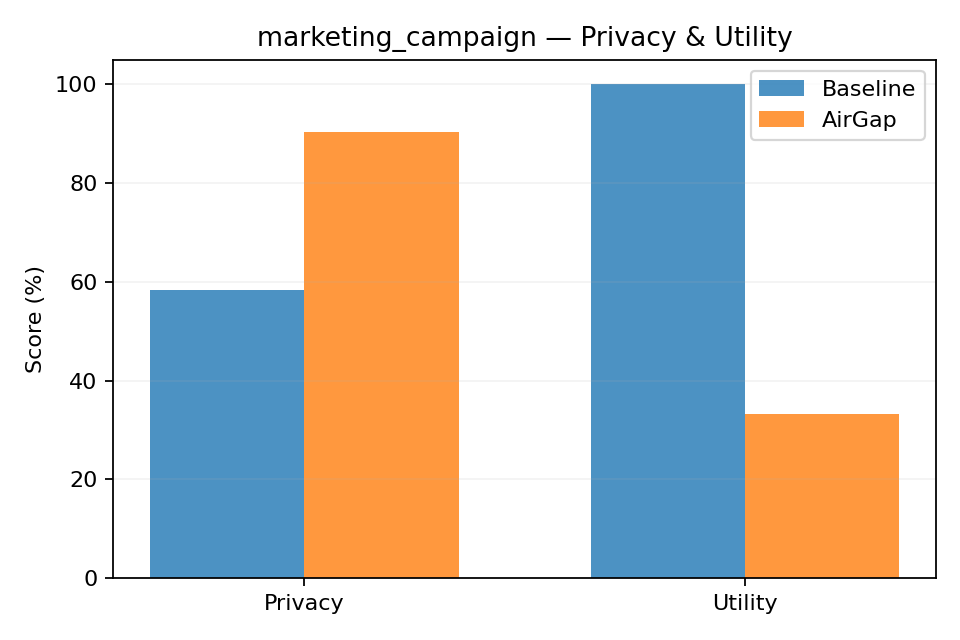 marketing_campaign — Privacy & Utility
Baseline
AirGap
Score (%)
100
80
60
40
20
0
Privacy
Utility